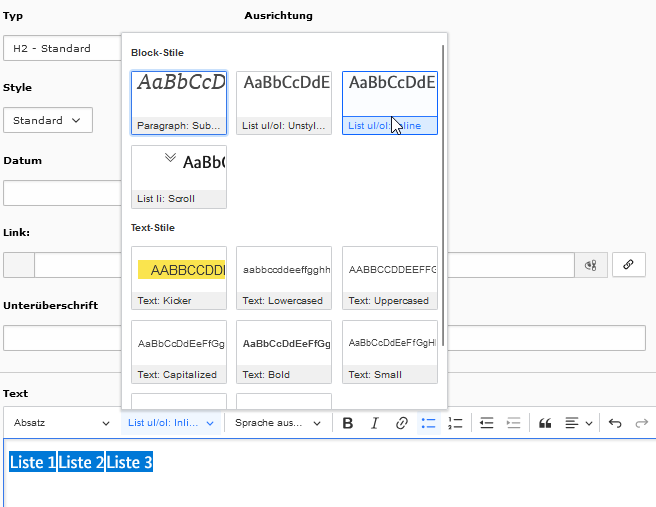 Typ
Ausrichtung
H2 - Standard
Style
Standard
Datum
Link:
Unterüberschrift
Block-Stile
AaBbCcD
Paragraph: Sub...
AaBbCcDdE
List ul/ol: Unstyl...
AaBbCcDdE
List ul/ol: Inline
AaBb
List li: Scroll
Text-Stile
AABBCCDDI
Text: Kicker
aabbccddeeffgghh
Text: Lowercased
AABBCCDDEEFFG
Text: Uppercased
AaBbCcDdEeFfGg
Text: Capitalized
AaBbCcDdEeFfGg
Text: Bold
AaBbCcDdEeFfGgH
Text: Small
Text
Absatz
List ul/ol: Inli...
Sprache aus...
B I
Liste 1 Liste 2 Liste 3